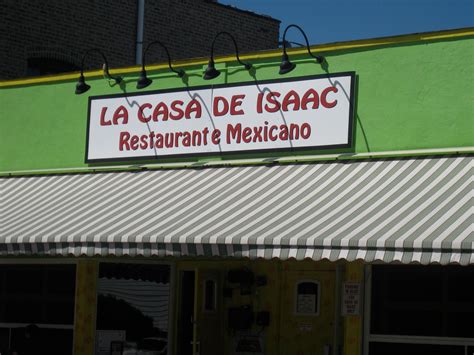 LA CASA DE ISAAC
Restaurante Mexicano